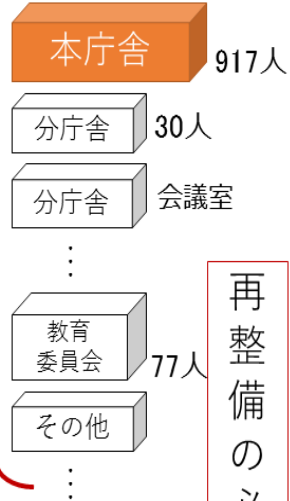 本庁舎
917人
分庁舎
30人
分庁舎
会議室
⋮
教育
委員会
77人
その他
⋮
再整備の